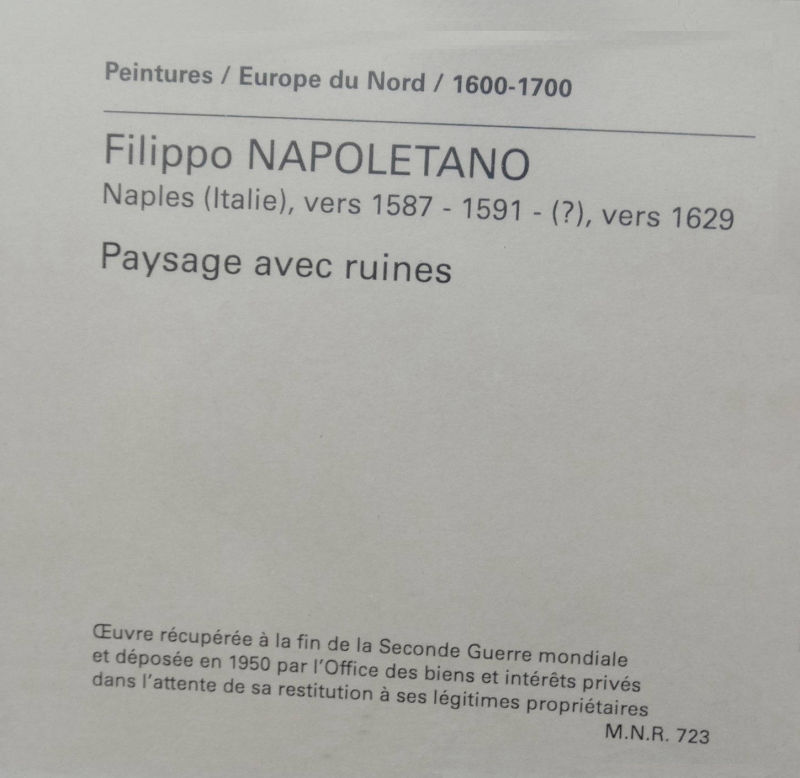 Peintures / Europe du Nord / 1600-1700
Filippo NAPOLETANO
Naples (Italie), vers 1587 - 1591 - (?), vers 1629
Paysage avec ruines
Œuvre récupérée à la fin de la Seconde Guerre mondiale
et déposée en 1950 par l'Office des biens et intérêts privés
dans l'attente de sa restitution à ses légitimes propriétaires
M.N.R. 723